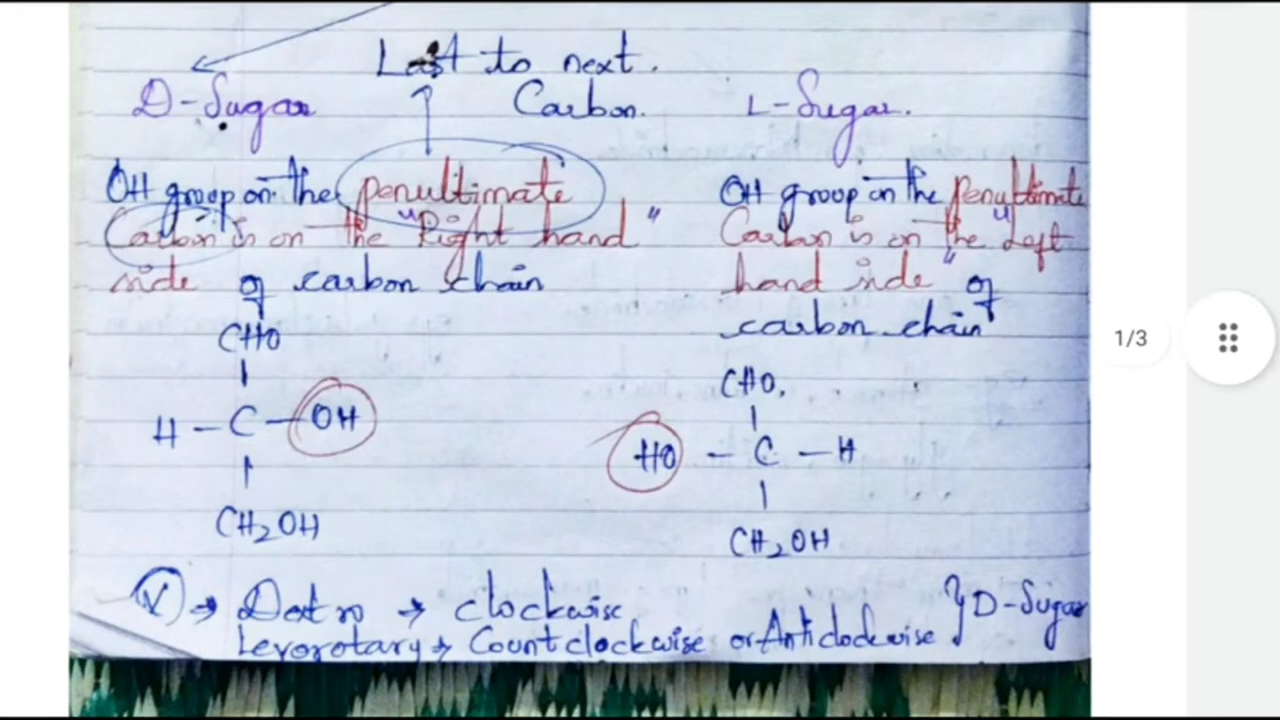 Last to next.
D-Sugar
Carbon.
L-Sugar.
OH group on the penultimate
Carbon is on the "Right hand"
side of carbon chain
CHO
H - C - OH
CH2OH
OH group on the Penultimate
Carbon is on the "Left
hand side" of
carbon chain
CHO,
HO - C - H
CH2OH
V → Dextro → clockwise
Levorotary → Countclockwise or Anticlockwise } D-Sugar
1/3